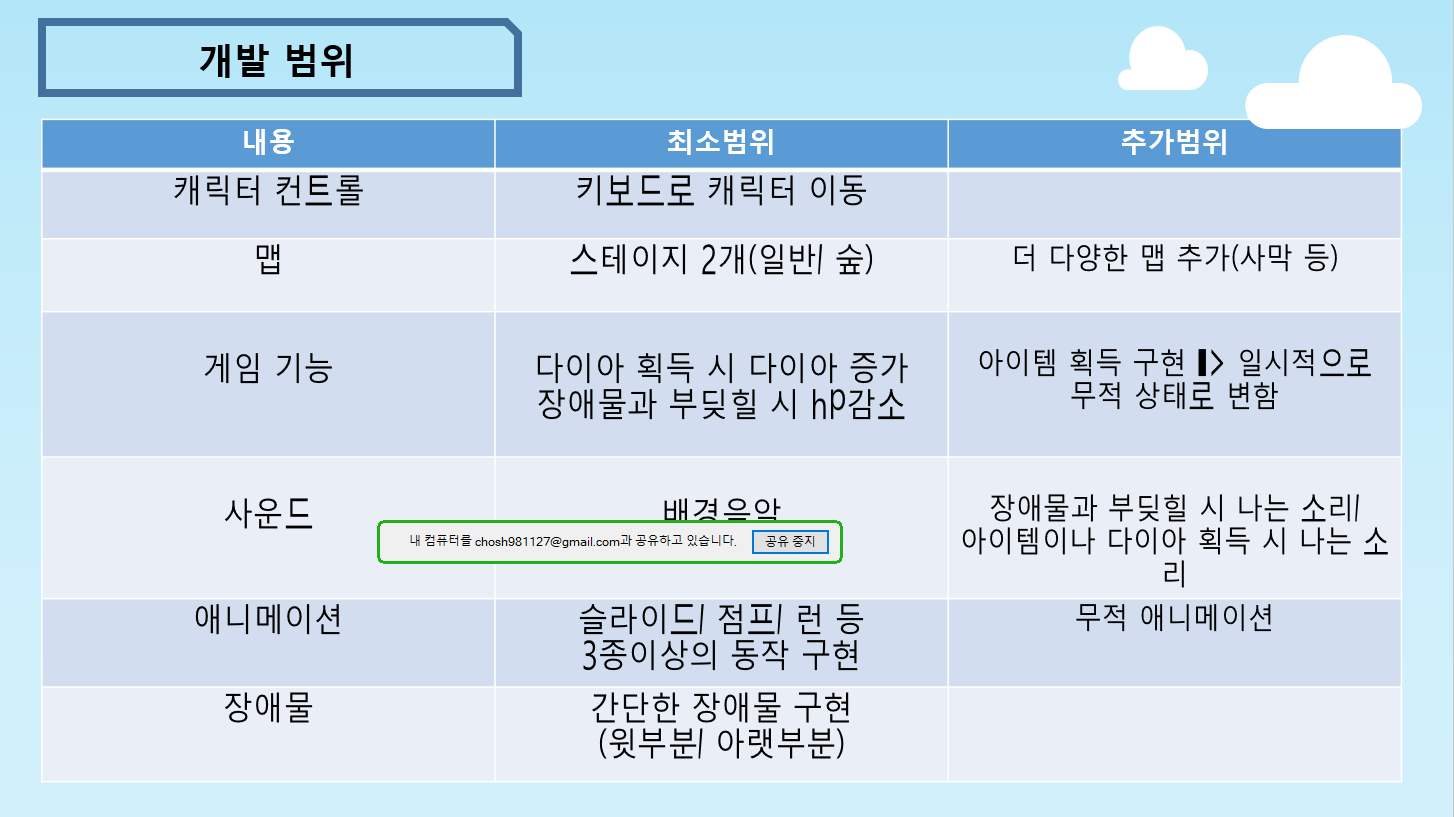 개발 범위
내용 최소범위 추가범위
캐릭터 컨트롤 키보드로 캐릭터 이동
맵 스테이지 2개(일반/ 숲) 더 다양한 맵 추가(사막 등)
게임 기능
다이아 획득 시 다이아 증가
장애물과 부딪힐 시 hp감소
아이템 획득 구현 |> 일시적으로
무적 상태로 변함
사운드
배경음악
장애물과 부딪힐 시 나는 소리/
아이템이나 다이아 획득 시 나는 소
리
내 컴퓨터를 chosh981127@gmail.com과 공유하고 있습니다. 공유 중지
애니메이션
슬라이드/ 점프/ 런 등
3종이상의 동작 구현
무적 애니메이션
장애물
간단한 장애물 구현
(윗부분/ 아랫부분)